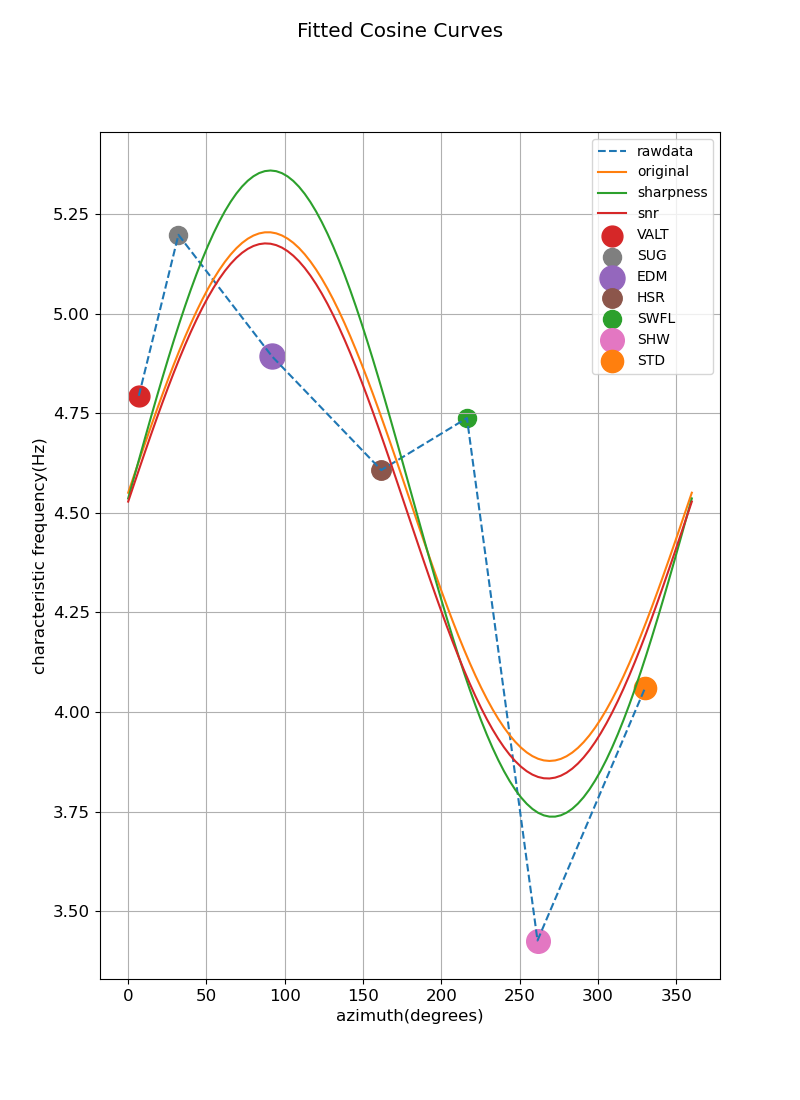 Fitted Cosine Curves
rawdata
original
sharpness
snr
VALT
SUG
EDM
HSR
SWFL
SHW
STD
5.25
5.00
4.75
4.50
4.25
4.00
3.75
3.50
characteristic frequency(Hz)
0 50 100 150 200 250 300 350
azimuth(degrees)